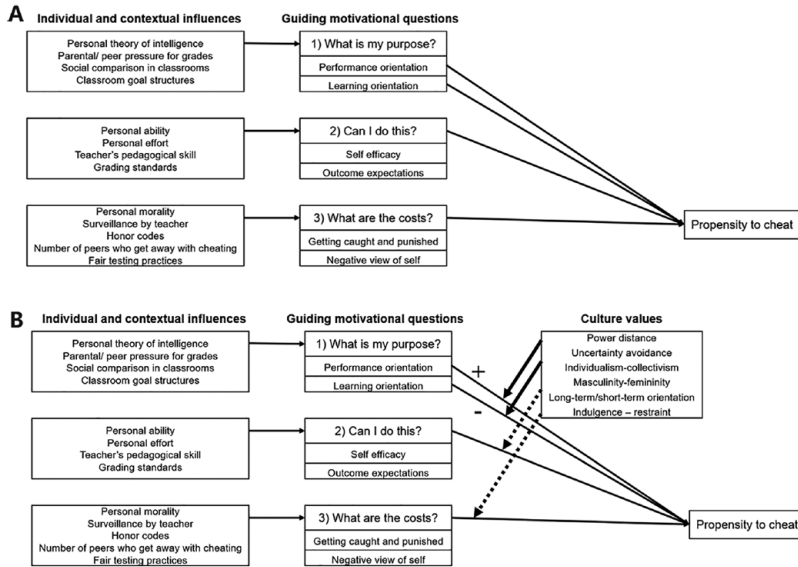 A
Individual and contextual influences
Guiding motivational questions
Personal theory of intelligence
Parental/ peer pressure for grades
Social comparison in classrooms
Classroom goal structures
1) What is my purpose?
Performance orientation
Learning orientation
Personal ability
Personal effort
Teacher's pedagogical skill
Grading standards
2) Can I do this?
Self efficacy
Outcome expectations
Personal morality
Surveillance by teacher
Honor codes
Number of peers who get away with cheating
Fair testing practices
3) What are the costs?
Getting caught and punished
Negative view of self
Propensity to cheat
B
Individual and contextual influences
Guiding motivational questions
Culture values
Personal theory of intelligence
Parental/ peer pressure for grades
Social comparison in classrooms
Classroom goal structures
1) What is my purpose?
Performance orientation
Learning orientation
+
-
Power distance
Uncertainty avoidance
Individualism-collectivism
Masculinity-femininity
Long-term/short-term orientation
Indulgence – restraint
Personal ability
Personal effort
Teacher's pedagogical skill
Grading standards
2) Can I do this?
Self efficacy
Outcome expectations
Personal morality
Surveillance by teacher
Honor codes
Number of peers who get away with cheating
Fair testing practices
3) What are the costs?
Getting caught and punished
Negative view of self
Propensity to cheat